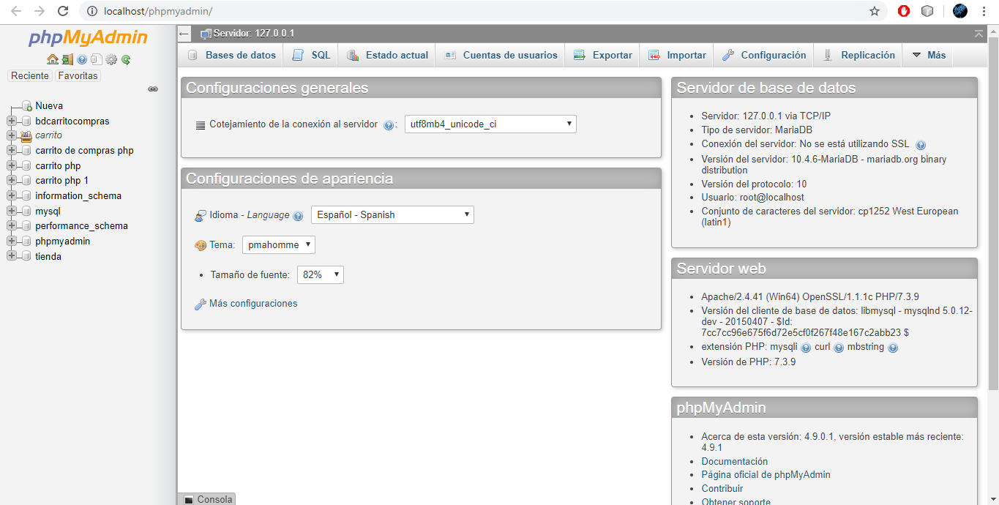 localhost/phpmyadmin/
phpMyAdmin
Reciente Favoritas
Nueva
bdcarritocompras
carrito
carrito de compras php
carrito php
carrito php 1
information_schema
mysql
performance_schema
phpmyadmin
tienda
Servidor: 127.0.0.1
Bases de datos SQL Estado actual Cuentas de usuarios Exportar Importar Configuración Replicación Más
Configuraciones generales
Cotejamiento de la conexión al servidor : utf8mb4_unicode_ci
Configuraciones de apariencia
Idioma - Language Español - Spanish
Tema: pmahomme
Tamaño de fuente: 82%
Más configuraciones
Servidor de base de datos
Servidor: 127.0.0.1 via TCP/IP
Tipo de servidor: MariaDB
Conexión del servidor: No se está utilizando SSL
Versión del servidor: 10.4.6-MariaDB - mariadb.org binary
distribution
Versión del protocolo: 10
Usuario: root@localhost
Conjunto de caracteres del servidor: cp1252 West European
(latin1)
Servidor web
Apache/2.4.41 (Win64) OpenSSL/1.1.1c PHP/7.3.9
Versión del cliente de base de datos: libmysql - mysqlnd 5.0.12-
dev - 20150407 - $Id:
7cc7cc96e675f6d72e5cf0f267f48e167c2abb23 $
extensión PHP: mysqli curl mbstring
Versión de PHP: 7.3.9
phpMyAdmin
Acerca de esta versión: 4.9.0.1, versión estable más reciente:
4.9.1
Documentación
Página oficial de phpMyAdmin
Contribuir
Obtener soporte
Consola